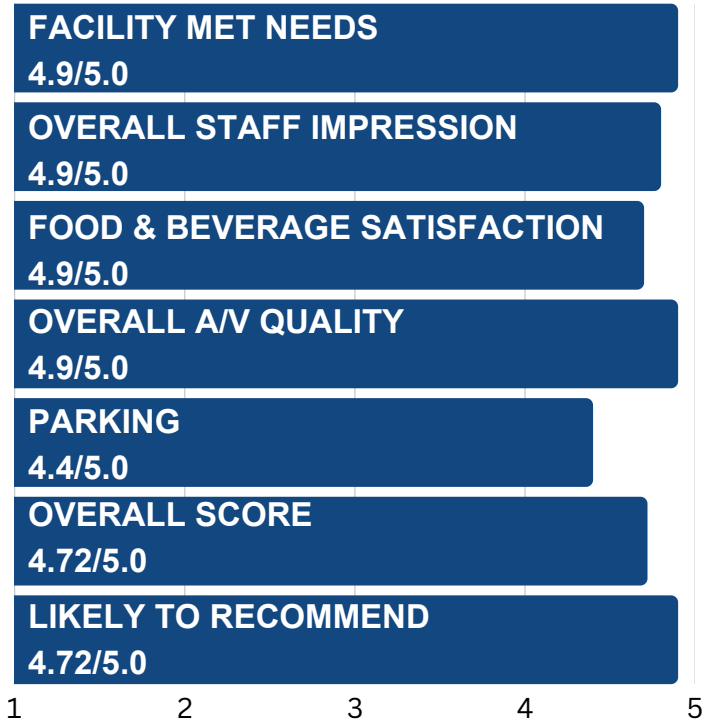 FACILITY MET NEEDS
4.9/5.0
OVERALL STAFF IMPRESSION
4.9/5.0
FOOD & BEVERAGE SATISFACTION
4.9/5.0
OVERALL A/V QUALITY
4.9/5.0
PARKING
4.4/5.0
OVERALL SCORE
4.72/5.0
LIKELY TO RECOMMEND
4.72/5.0
1 2 3 4 5